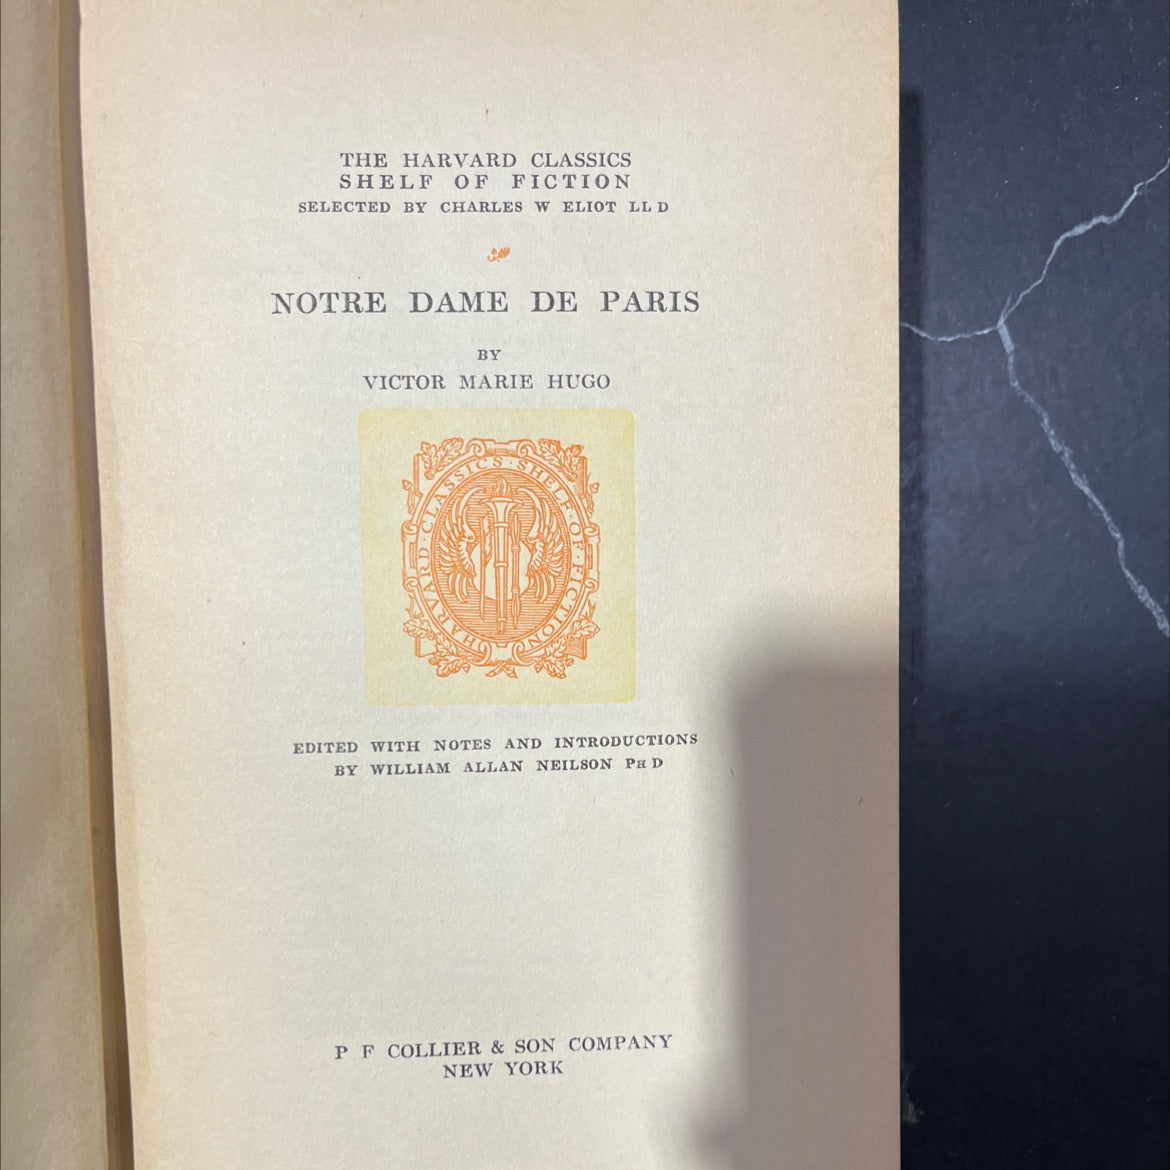 THE HARVARD CLASSICS
SHELF OF FICTION
SELECTED BY CHARLES W ELIOT LL D
NOTRE DAME DE PARIS
BY
VICTOR MARIE HUGO
HARVARD·CLASSICS·SHELF·OF·FICTION
EDITED WITH NOTES AND INTRODUCTIONS
BY WILLIAM ALLAN NEILSON PH D
P F COLLIER & SON COMPANY
NEW YORK